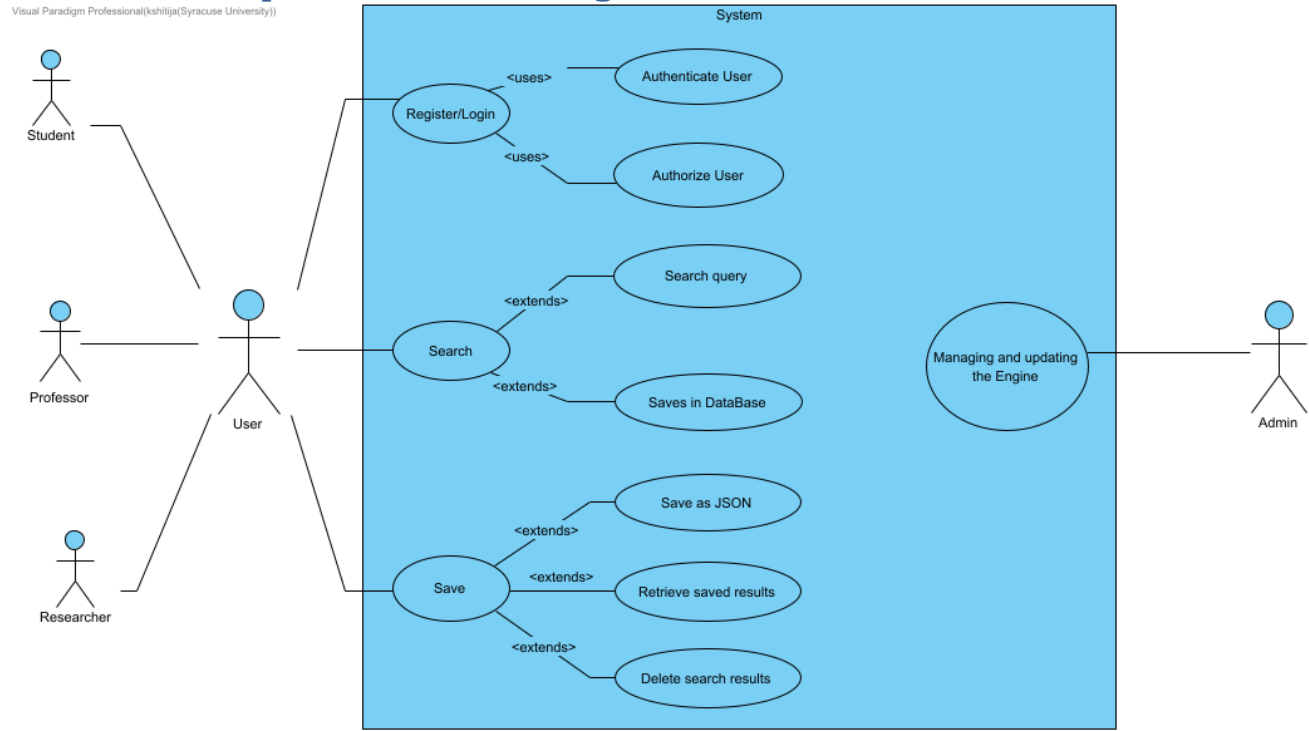 Visual Paradigm Professional(kshitija(Syracuse University))
System
Student
Register/Login
<uses>
Authenticate User
<uses>
Authorize User
Professor
User
Search
<extends>
Search query
<extends>
Saves in DataBase
Researcher
Save
<extends>
Save as JSON
<extends>
Retrieve saved results
<extends>
Delete search results
Managing and updating
the Engine
Admin